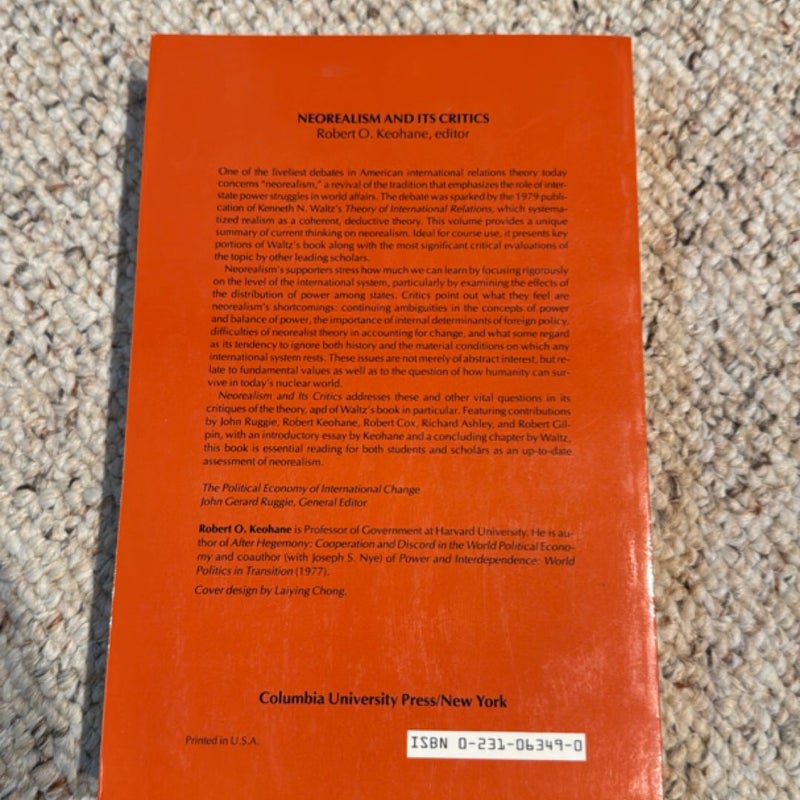 NEOREALISM AND ITS CRITICS
Robert O. Keohane, editor
One of the liveliest debates in American international relations theory today
concerns "neorealism," a revival of the tradition that emphasizes the role of inter-
state power struggles in world affairs. The debate was sparked by the 1979 publi-
cation of Kenneth N. Waltz's Theory of International Relations, which systema-
tized realism as a coherent, deductive theory. This volume provides a unique
summary of current thinking on neorealism. Ideal for course use, it presents key
portions of Waltz's book along with the most significant critical evaluations of
the topic by other leading scholars.
Neorealism's supporters stress how much we can learn by focusing rigorously
on the level of the international system, particularly by examining the effects of
the distribution of power among states. Critics point out what they feel are
neorealism's shortcomings: continuing ambiguities in the concepts of power
and balance of power, the importance of internal determinants of foreign policy,
difficulties of neorealist theory in accounting for change, and what some regard
as its tendency to ignore both history and the material conditions on which any
international system rests. These issues are not merely of abstract interest, but re-
late to fundamental values as well as to the question of how humanity can sur-
vive in today's nuclear world.
Neorealism and Its Critics addresses these and other vital questions in its
critiques of the theory, and of Waltz's book in particular. Featuring contributions
by John Ruggie, Robert Keohane, Robert Cox, Richard Ashley, and Robert Gil-
pin, with an introductory essay by Keohane and a concluding chapter by Waltz,
this book is essential reading for both students and scholars as an up-to-date
assessment of neorealism.
The Political Economy of International Change
John Gerard Ruggie, General Editor
Robert O. Keohane is Professor of Government at Harvard University. He is au-
thor of After Hegemony: Cooperation and Discord in the World Political Econo-
my and coauthor (with Joseph S. Nye) of Power and Interdependence: World
Politics in Transition (1977).
Cover design by Laiying Chong.
Columbia University Press/New York
Printed in U.S.A.
ISBN 0-231-06349-0